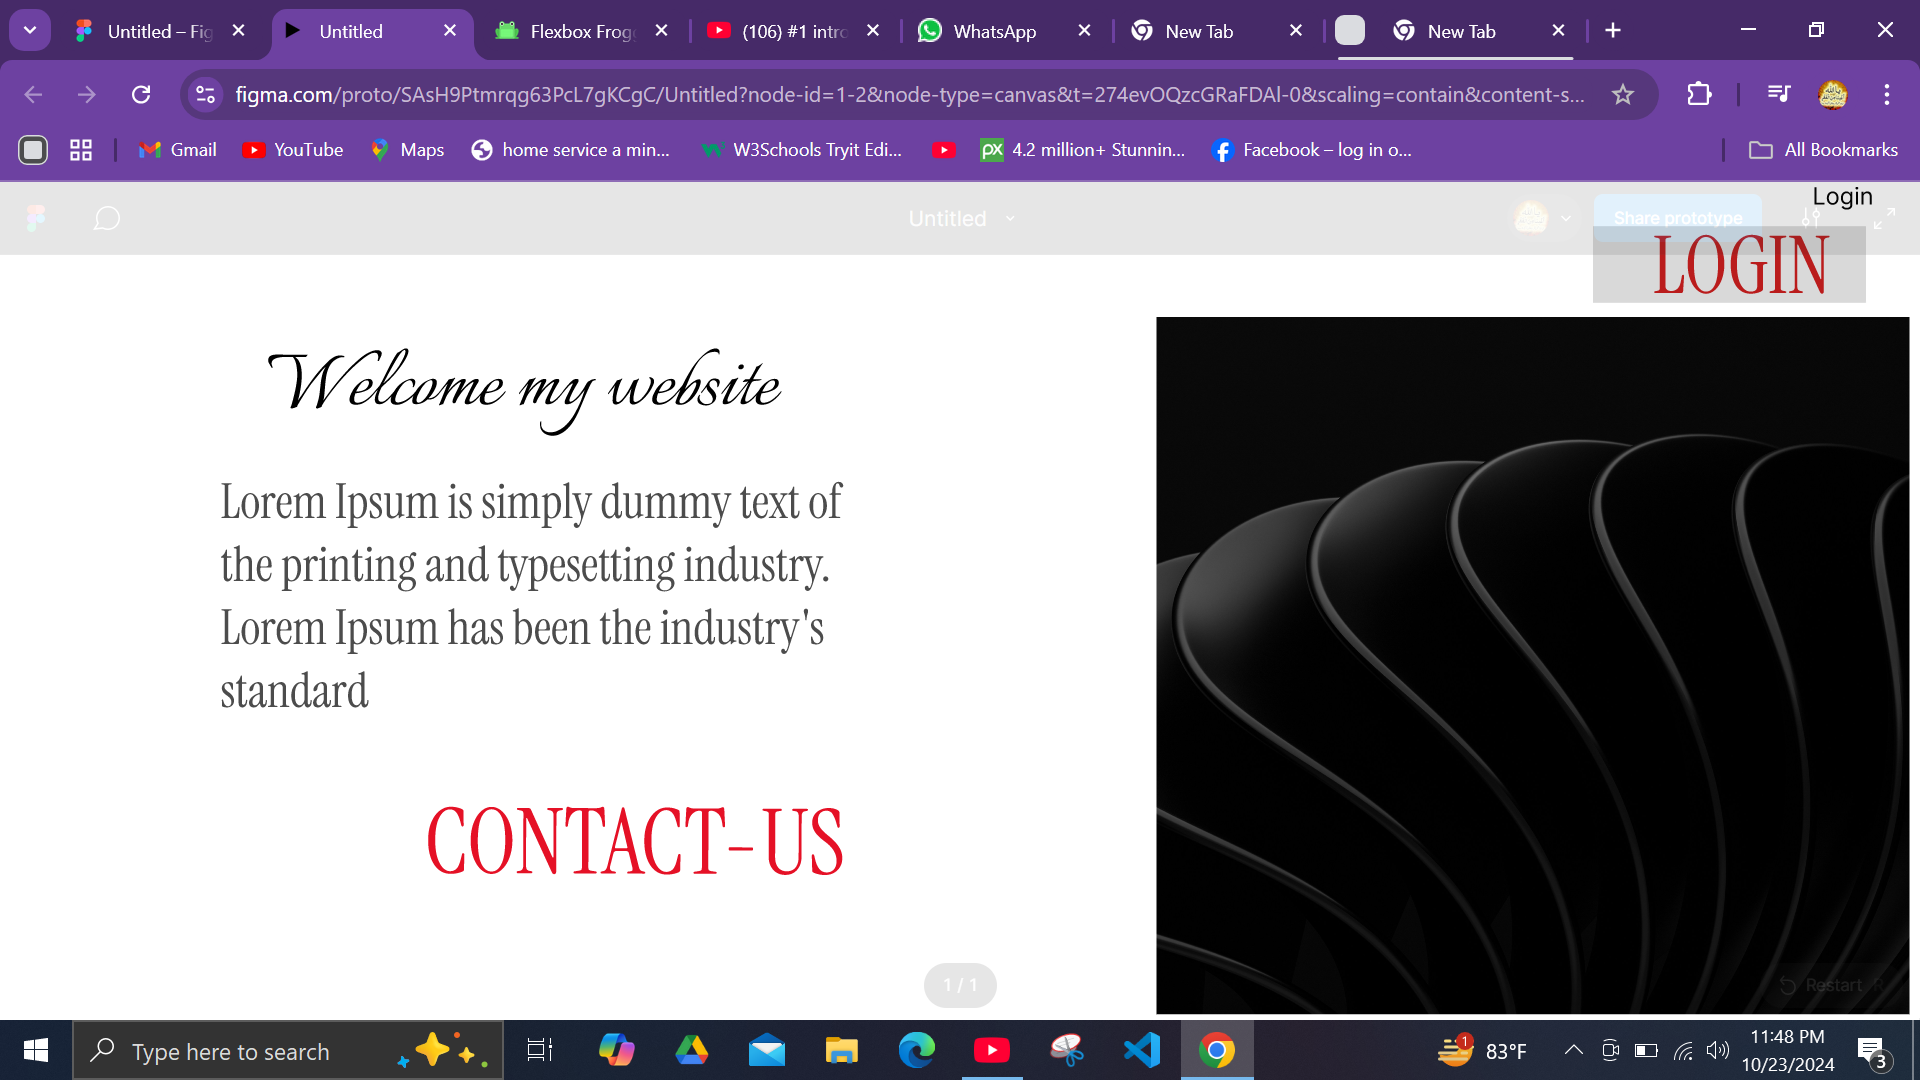 Untitled – Fig
Untitled
Flexbox Frogg
(106) #1 intro
WhatsApp
New Tab
New Tab
figma.com/proto/SAsH9Ptmrqg63PcL7gKCgC/Untitled?node-id=1-2&node-type=canvas&t=274evOQzcGRaFDAl-0&scaling=contain&content-s...
Gmail
YouTube
Maps
home service a min...
W3Schools Tryit Edi...
px
4.2 million+ Stunnin...
Facebook – log in o...
All Bookmarks
Login
Untitled
Share prototype
LOGIN
Welcome my website
Lorem Ipsum is simply dummy text of
the printing and typesetting industry.
Lorem Ipsum has been the industry's
standard
CONTACT-US
1 / 1
Restart R
Type here to search
1
83°F
11:48 PM
10/23/2024
3